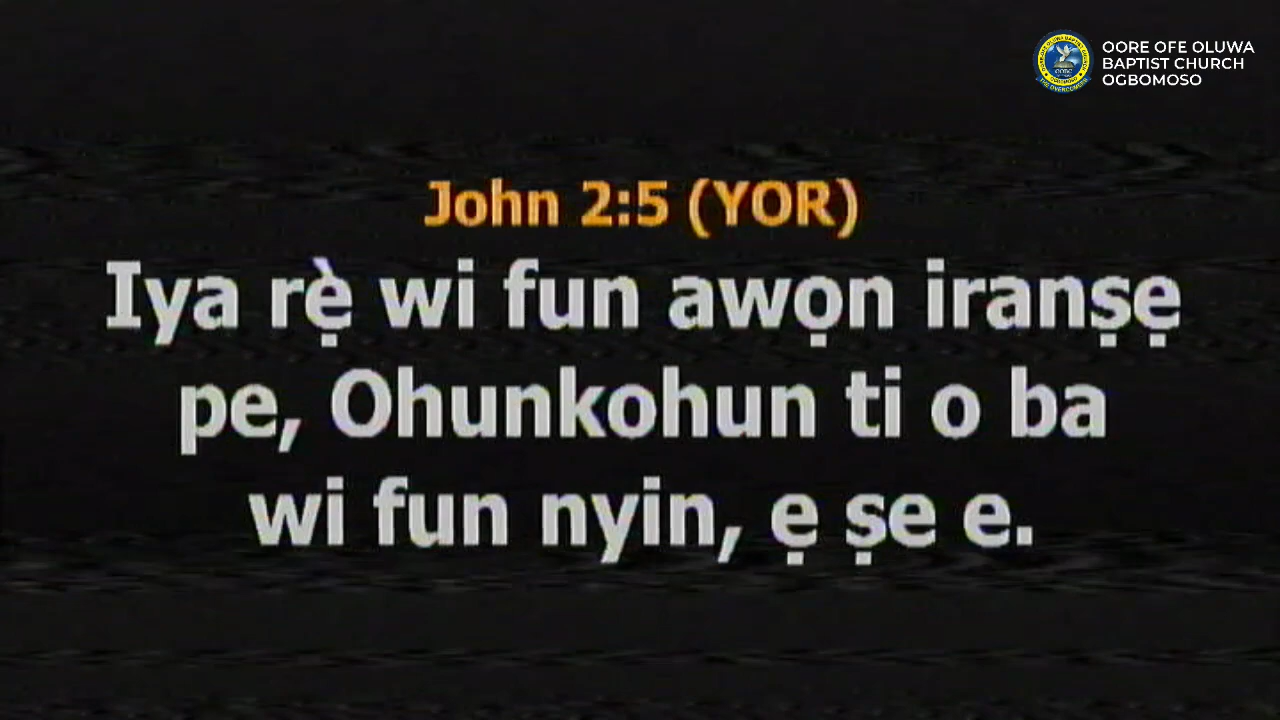 OORE OFE OLUWA
BAPTIST CHURCH
OGBOMOSO
John 2:5 (YOR)
Iya rẹ̀ wi fun awọn iranṣẹ
pe, Ohunkohun ti o ba
wi fun nyin, ẹ ṣe e.